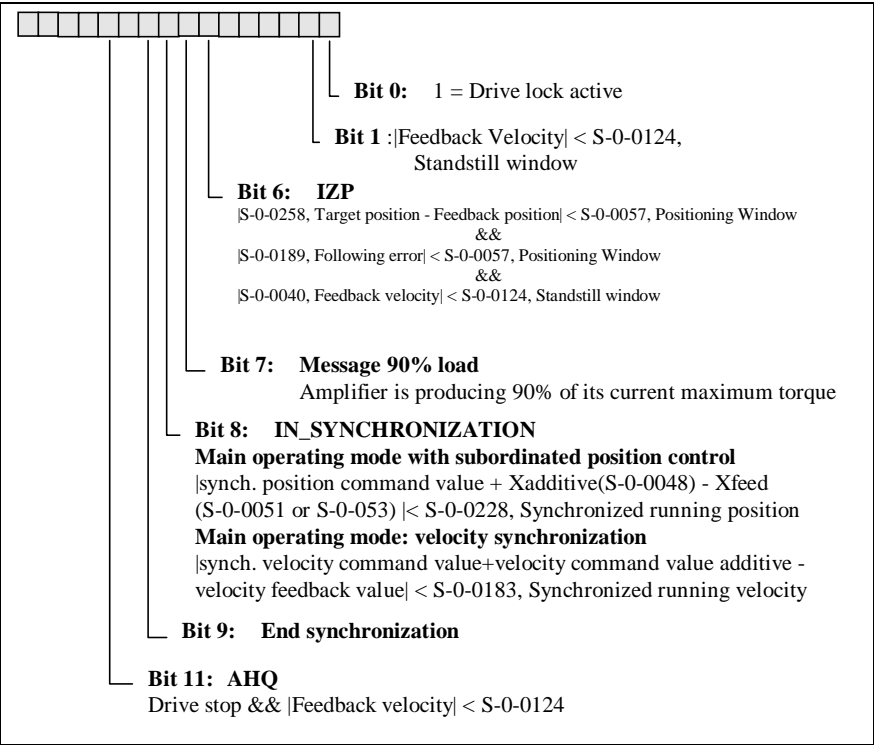 Bit 0: 1 = Drive lock active
Bit 1 :|Feedback Velocity| < S-0-0124,
Standstill window
Bit 6: IZP
|S-0-0258, Target position - Feedback position| < S-0-0057, Positioning Window
&&
|S-0-0189, Following error| < S-0-0057, Positioning Window
&&
|S-0-0040, Feedback velocity| < S-0-0124, Standstill window
Bit 7: Message 90% load
Amplifier is producing 90% of its current maximum torque
Bit 8: IN_SYNCHRONIZATION
Main operating mode with subordinated position control
|synch. position command value + Xadditive(S-0-0048) - Xfeed
(S-0-0051 or S-0-053) |< S-0-0228, Synchronized running position
Main operating mode: velocity synchronization
|synch. velocity command value+velocity command value additive -
velocity feedback value| < S-0-0183, Synchronized running velocity
Bit 9: End synchronization
Bit 11: AHQ
Drive stop && |Feedback velocity| < S-0-0124